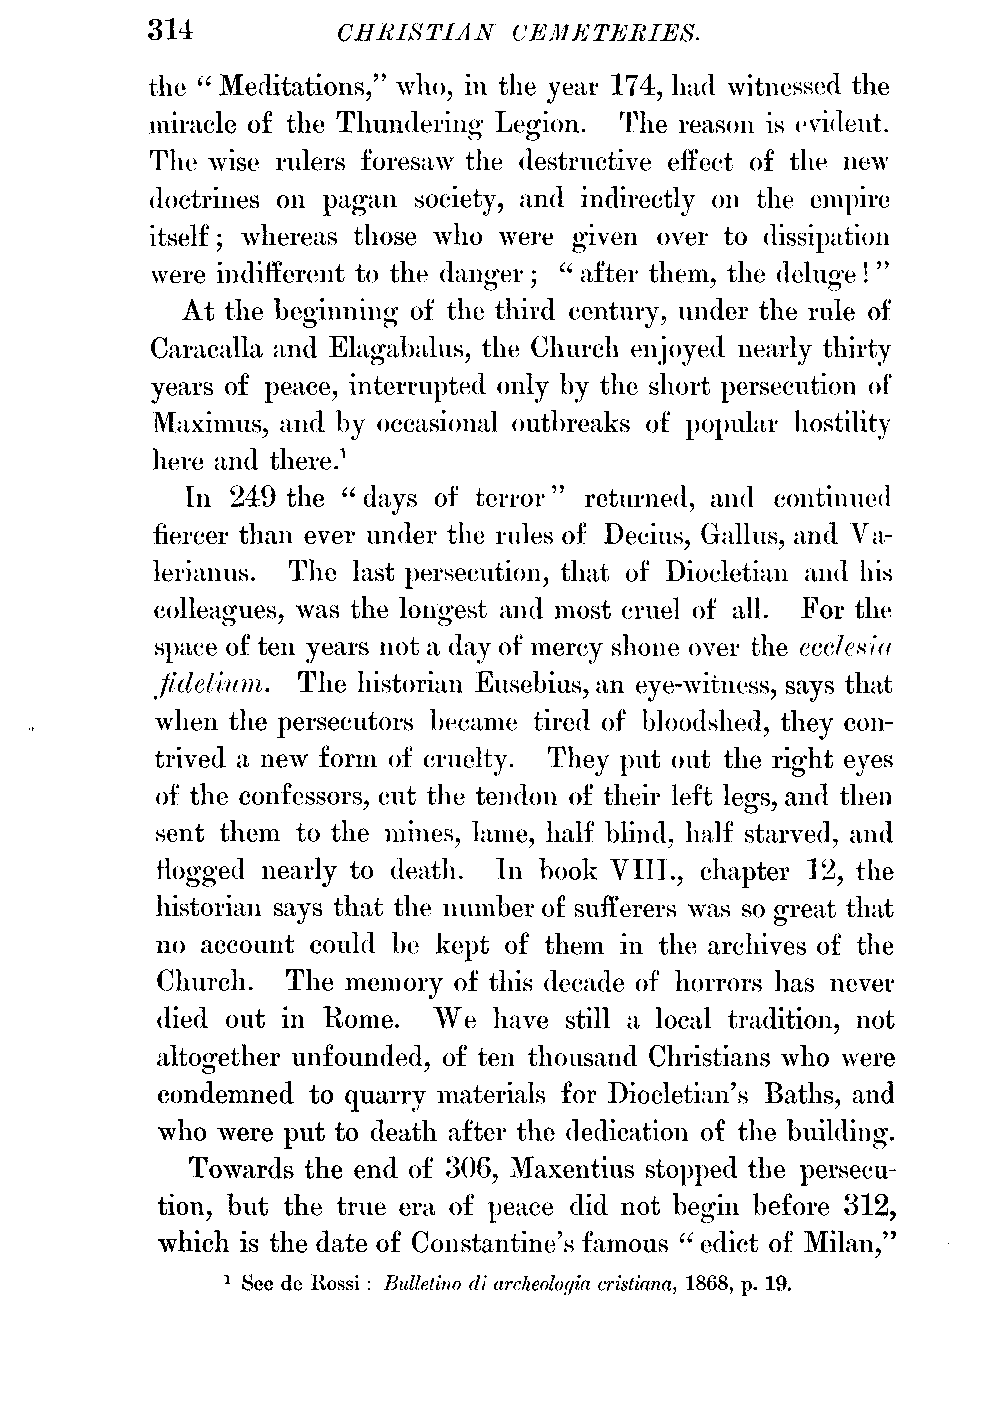 314 CHRISTIAN CEMETERIES.
the “ Meditations,” who, in the year 174, had witnessed the
miracle of the Thundering Legion. The reason is evident.
The wise rulers foresaw the destructive effect of the new
doctrines on pagan society, and indirectly on the empire
itself ; whereas those who were given over to dissipation
were indifferent to the danger ; “ after them, the deluge ! ”
At the beginning of the third century, under the rule of
Caracalla and Elagabalus, the Church enjoyed nearly thirty
years of peace, interrupted only by the short persecution of
Maximus, and by occasional outbreaks of popular hostility
here and there.¹
In 249 the “ days of terror ” returned, and continued
fiercer than ever under the rules of Decius, Gallus, and Va-
lerianus. The last persecution, that of Diocletian and his
colleagues, was the longest and most cruel of all. For the
space of ten years not a day of mercy shone over the ecclesia
fidelium. The historian Eusebius, an eye-witness, says that
when the persecutors became tired of bloodshed, they con-
trived a new form of cruelty. They put out the right eyes
of the confessors, cut the tendon of their left legs, and then
sent them to the mines, lame, half blind, half starved, and
flogged nearly to death. In book VIII., chapter 12, the
historian says that the number of sufferers was so great that
no account could be kept of them in the archives of the
Church. The memory of this decade of horrors has never
died out in Rome. We have still a local tradition, not
altogether unfounded, of ten thousand Christians who were
condemned to quarry materials for Diocletian’s Baths, and
who were put to death after the dedication of the building.
Towards the end of 306, Maxentius stopped the persecu-
tion, but the true era of peace did not begin before 312,
which is the date of Constantine’s famous “ edict of Milan,”
¹ See de Rossi : Bulletino di archeologia cristiana, 1868, p. 19.